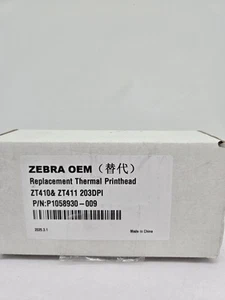 ZEBRA OEM（替代）
Replacement Thermal Printhead
ZT410& ZT411 203DPI
P/N:P1058930-009
Made in China